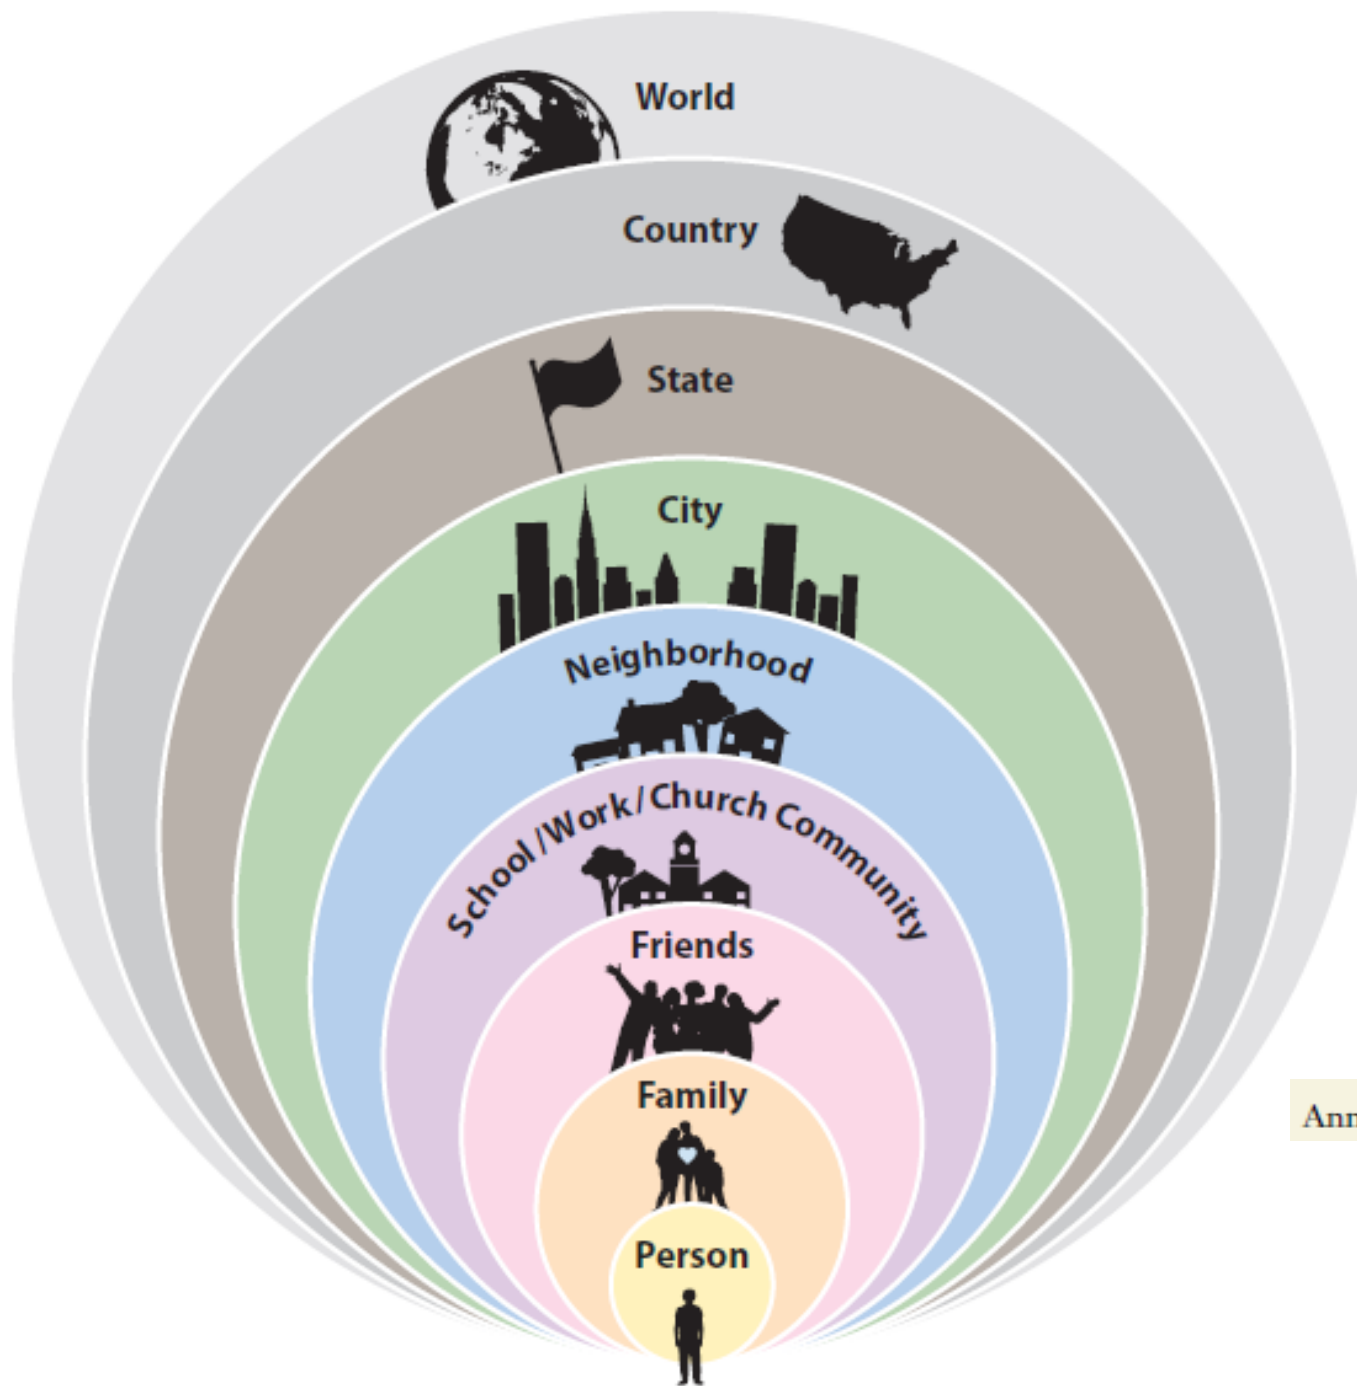 World
Country
State
City
Neighborhood
School/Work/Church Community
Friends
Family
Person